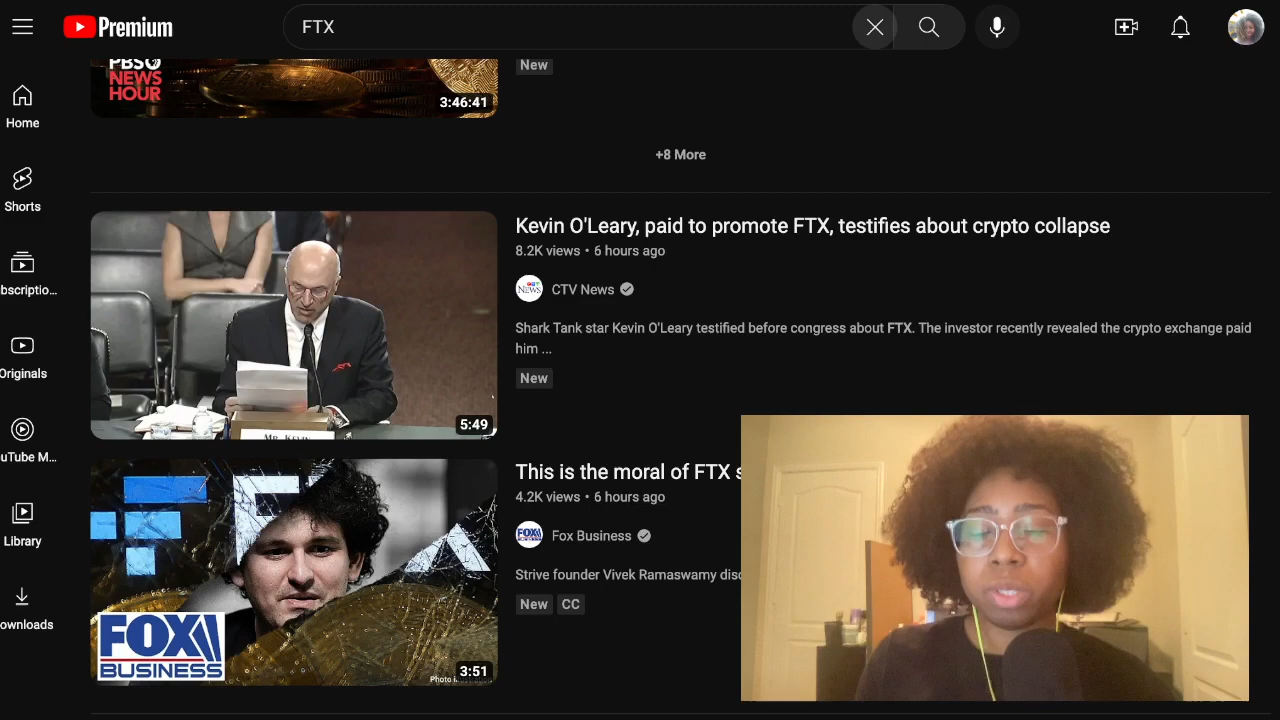 Premium
FTX
PBS
NEWS
HOUR
3:46:41
New
Home
+8 More
Shorts
Kevin O'Leary, paid to promote FTX, testifies about crypto collapse
8.2K views • 6 hours ago
bscriptio...
NEWS
CTV News
Shark Tank star Kevin O'Leary testified before congress about FTX. The investor recently revealed the crypto exchange paid
him ...
Originals
New
5:49
uTube M...
This is the moral of FTX s
4.2K views • 6 hours ago
Library
FOX
Fox Business
Strive founder Vivek Ramaswamy disc
New
CC
ownloads
FOX
BUSINESS
3:51